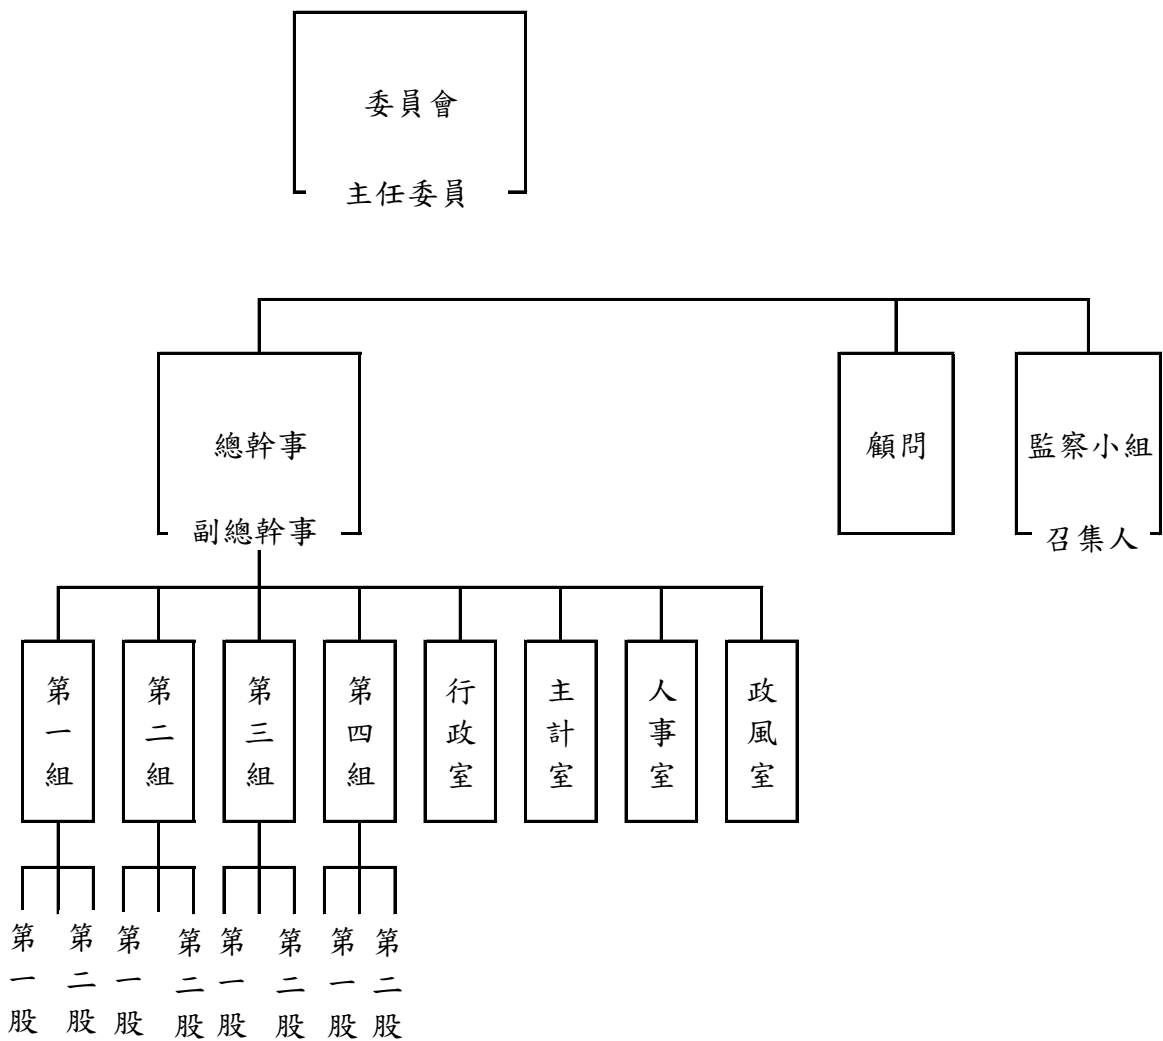 委員會
主任委員
總幹事
副總幹事
顧問
監察小組
召集人
第一組
第二組
第三組
第四組
行政室
主計室
人事室
政風室
第一股
第二股
第一股
第二股
第一股
第二股
第一股
第二股